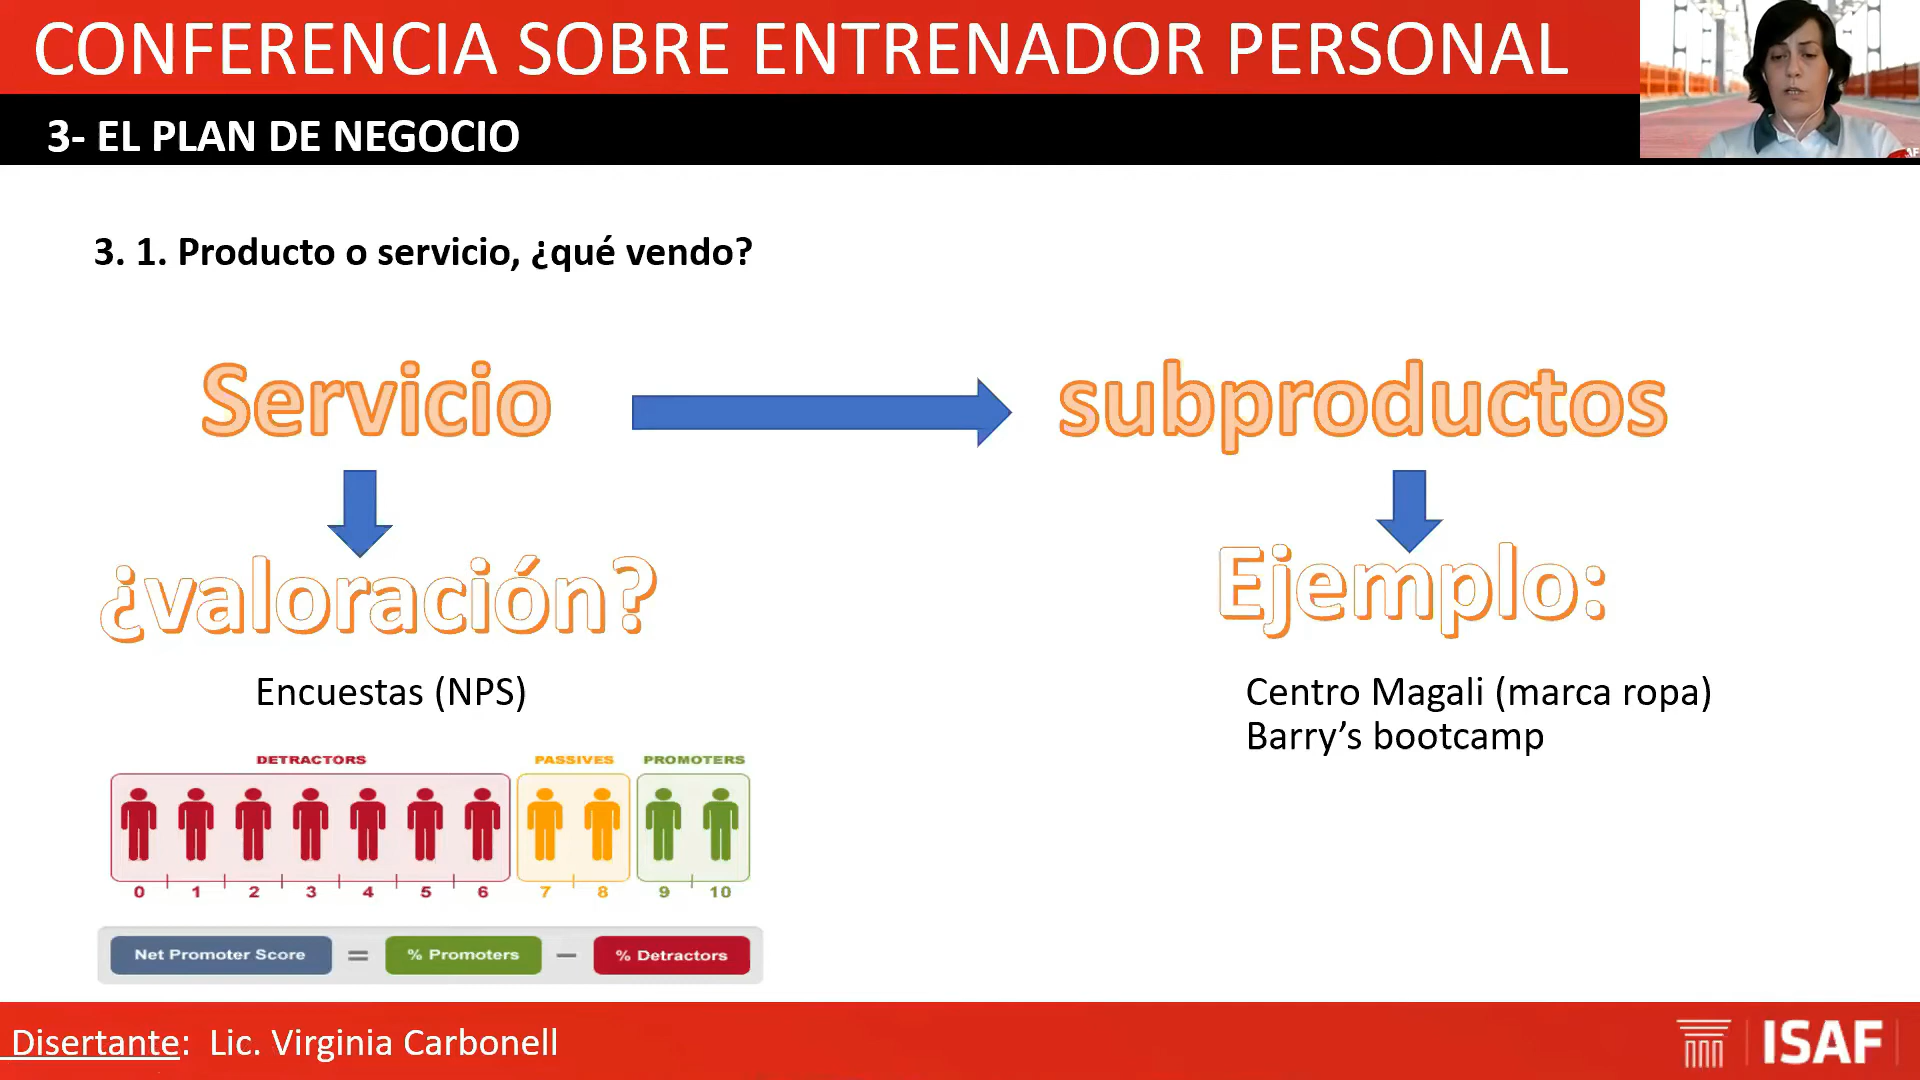 CONFERENCIA SOBRE ENTRENADOR PERSONAL
3- EL PLAN DE NEGOCIO
3. 1. Producto o servicio, ¿qué vendo?
Servicio
subproductos
¿valoración?
Ejemplo:
Encuestas (NPS)
Centro Magali (marca ropa)
Barry’s bootcamp
DETRACTORS PASSIVES PROMOTERS
0 1 2 3 4 5 6 7 8 9 10
Net Promoter Score = % Promoters – % Detractors
Disertante: Lic. Virginia Carbonell
ISAF